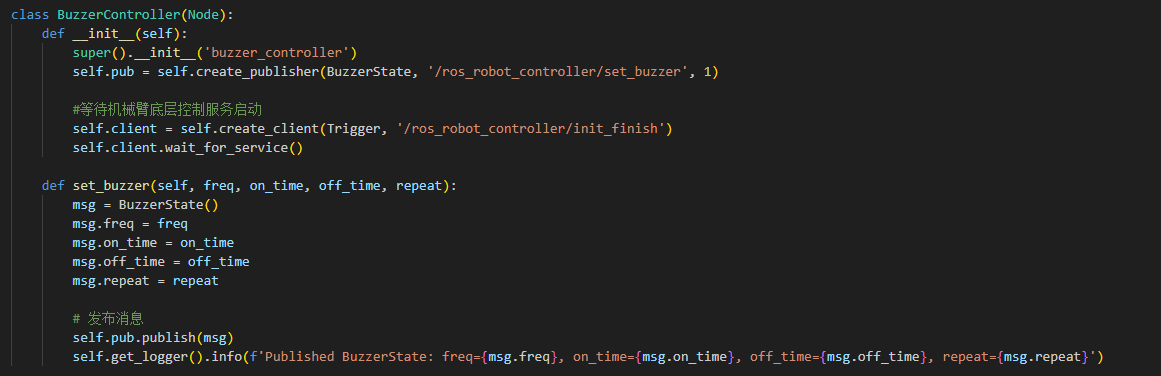 class BuzzerController(Node):
    def __init__(self):
        super().__init__('buzzer_controller')
        self.pub = self.create_publisher(BuzzerState, '/ros_robot_controller/set_buzzer', 1)
        #等待机械臂底层控制服务启动
        self.client = self.create_client(Trigger, '/ros_robot_controller/init_finish')
        self.client.wait_for_service()
    def set_buzzer(self, freq, on_time, off_time, repeat):
        msg = BuzzerState()
        msg.freq = freq
        msg.on_time = on_time
        msg.off_time = off_time
        msg.repeat = repeat
        # 发布消息
        self.pub.publish(msg)
        self.get_logger().info(f'Published BuzzerState: freq={msg.freq}, on_time={msg.on_time}, off_time={msg.off_time}, repeat={msg.repeat}')